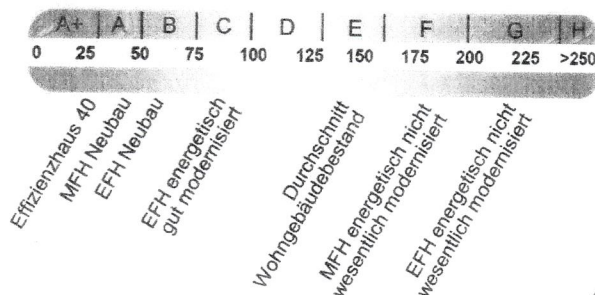 A+ A B C D E F G H
0 25 50 75 100 125 150 175 200 225 >250
Effizienzhaus 40
MFH Neubau
EFH Neubau
EFH energetisch
gut modernisiert
Durchschnitt
Wohngebäudebestand
MFH energetisch nicht
wesentlich modernisiert
EFH energetisch nicht
wesentlich modernisiert